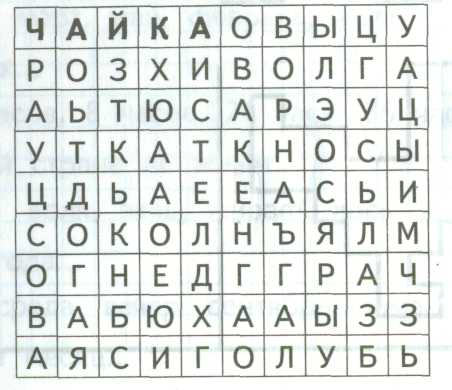 Ч А Й К А О В Ы Ц У
Р О З Х И В О Л Г А
А Ь Т Ю С А Р Э У Ц
У Т К А Т К Н О С Ы
Ц Д Ь А Е Е А С Ь И
С О К О Л Н Ъ Я Л М
О Г Н Е Д Г Г Р А Ч
В А Б Ю Х А А Ы З З
А Я С И Г О Л У Б Ь